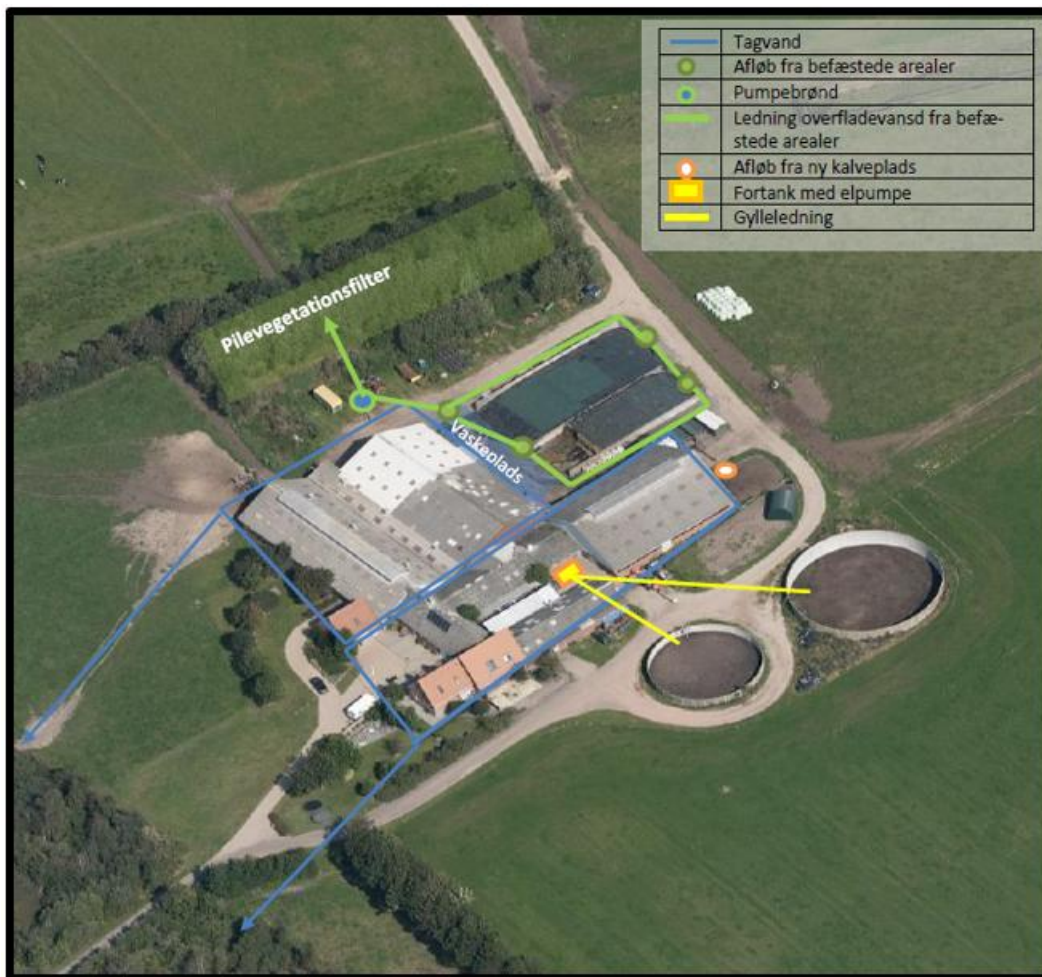 Tagvand
Afløb fra befæstede arealer
Pumpebrønd
Ledning overfladevansd fra befæ-
stede arealer
Afløb fra ny kalveplads
Fortank med elpumpe
Gylleledning
Pilevegetationsfilter
Vaskeplads